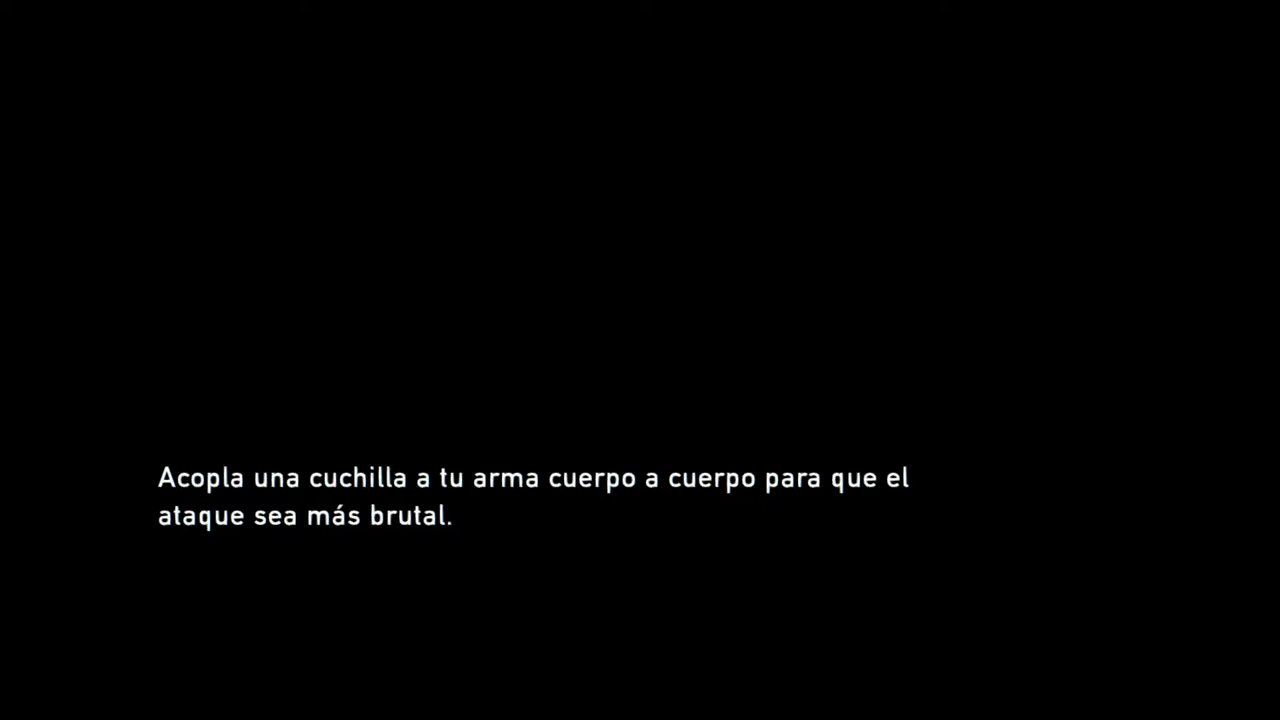 Acopla una cuchilla a tu arma cuerpo a cuerpo para que el
ataque sea más brutal.